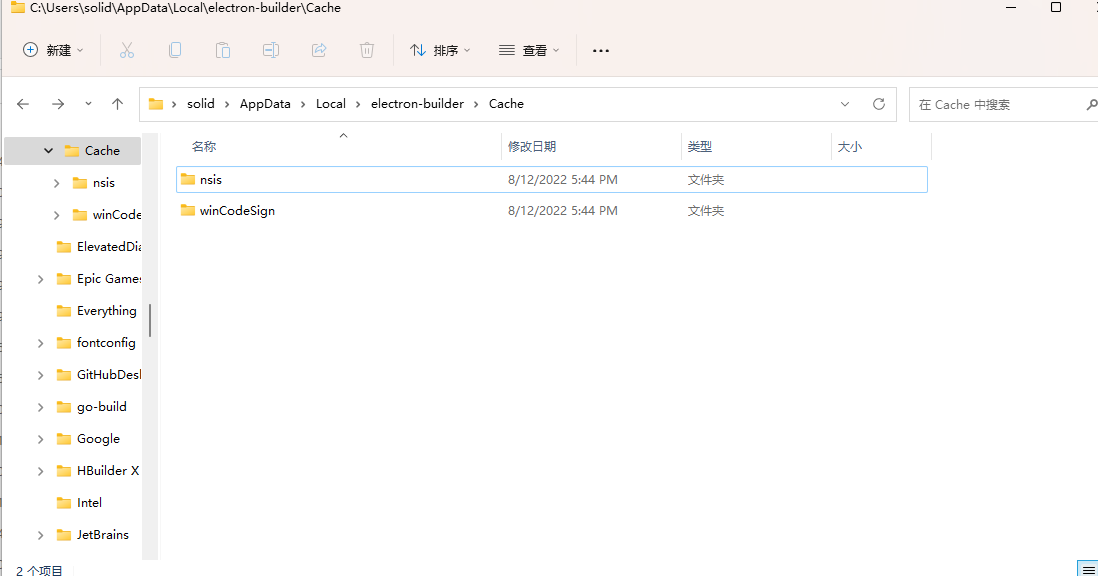 C:\Users\solid\AppData\Local\electron-builder\Cache
新建
排序
查看
solid
AppData
Local
electron-builder
Cache
在 Cache 中搜索
Cache
nsis
winCode
ElevatedDia
Epic Games
Everything
fontconfig
GitHubDesl
go-build
Google
HBuilder X
Intel
JetBrains
名称
修改日期
类型
大小
nsis
8/12/2022 5:44 PM
文件夹
winCodeSign
8/12/2022 5:44 PM
文件夹
2 个项目